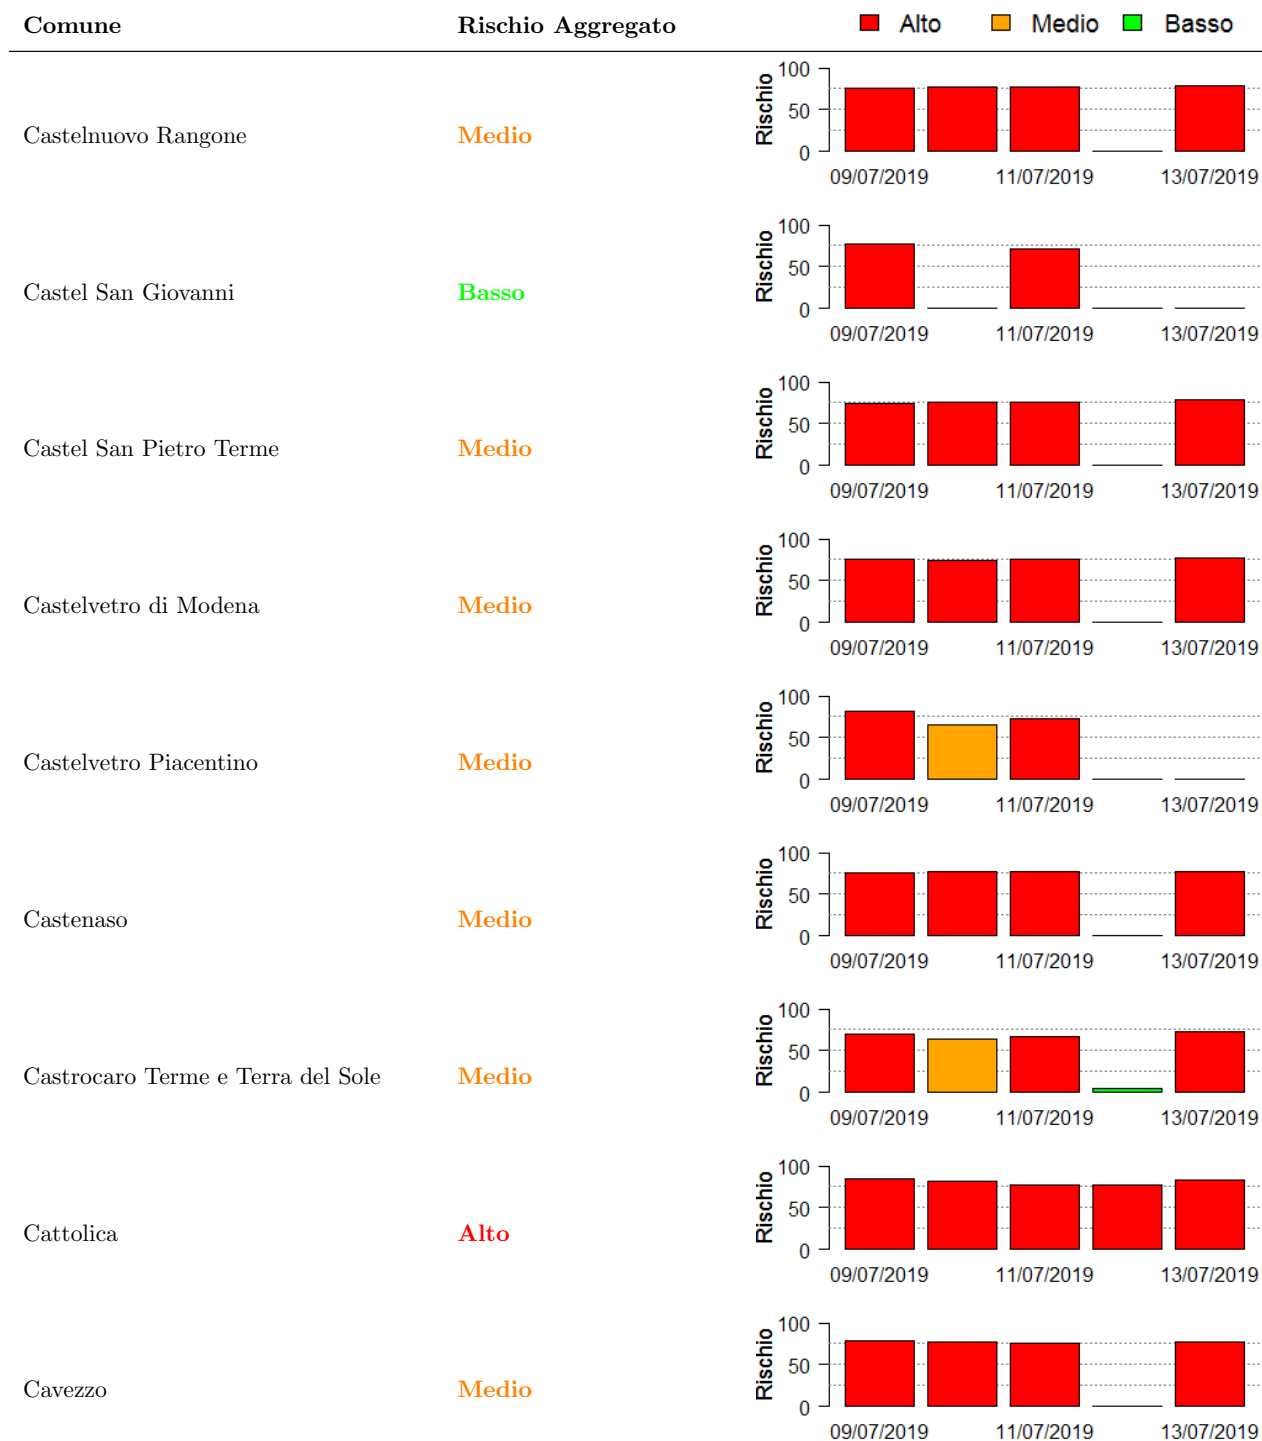 Comune Rischio Aggregato Alto Medio Basso
100
50
0
Rischio
Castelnuovo Rangone Medio
09/07/2019 11/07/2019 13/07/2019
100
50
0
Rischio
Castel San Giovanni Basso
09/07/2019 11/07/2019 13/07/2019
100
50
0
Rischio
Castel San Pietro Terme Medio
09/07/2019 11/07/2019 13/07/2019
100
50
0
Rischio
Castelvetro di Modena Medio
09/07/2019 11/07/2019 13/07/2019
100
50
0
Rischio
Castelvetro Piacentino Medio
09/07/2019 11/07/2019 13/07/2019
100
50
0
Rischio
Castenaso Medio
09/07/2019 11/07/2019 13/07/2019
100
50
0
Rischio
Castrocaro Terme e Terra del Sole Medio
09/07/2019 11/07/2019 13/07/2019
100
50
0
Rischio
Cattolica Alto
09/07/2019 11/07/2019 13/07/2019
100
50
0
Rischio
Cavezzo Medio
09/07/2019 11/07/2019 13/07/2019